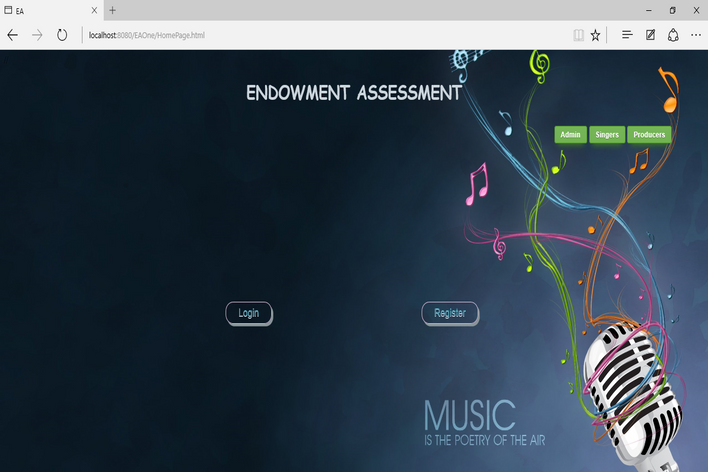 EA
localhost:8080/EAOne/HomePage.html
ENDOWMENT ASSESSMENT
Admin Singers Producers
Login Register
MUSIC
IS THE POETRY OF THE AIR